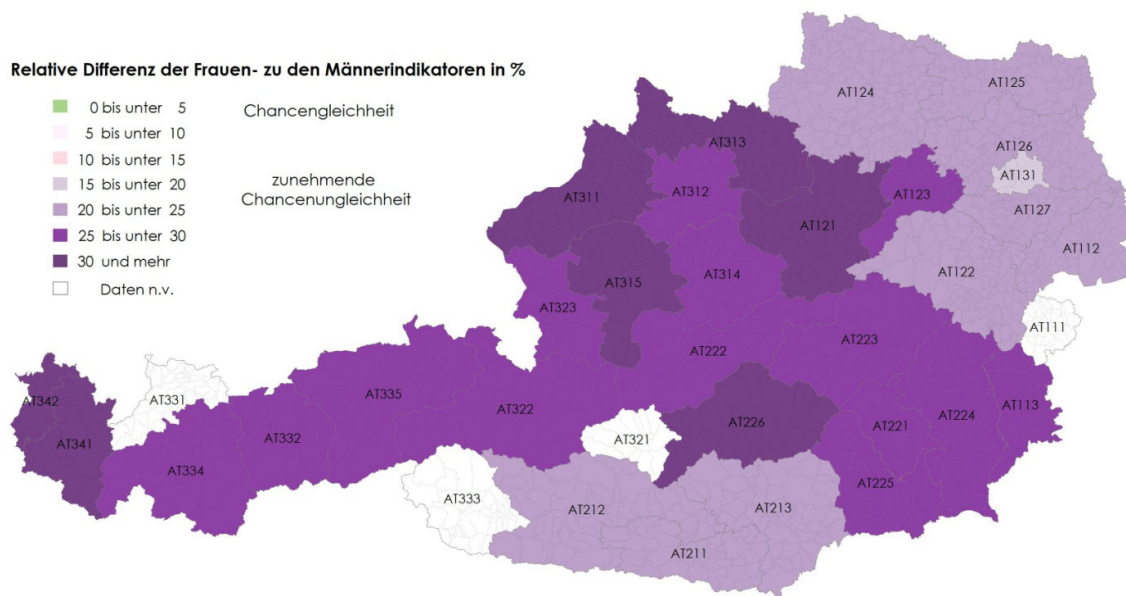 Relative Differenz der Frauen- zu den Männerindikatoren in %
0 bis unter 5
Chancengleichheit
5 bis unter 10
10 bis unter 15
15 bis unter 20
zunehmende
Chancenungleichheit
20 bis unter 25
25 bis unter 30
30 und mehr
Daten n.v.
AT124
AT125
AT126
AT131
AT313
AT312
AT123
AT311
AT121
AT127
AT112
AT122
AT314
AT315
AT323
AT111
AT223
AT222
AT335
AT331
AT342
AT322
AT113
AT224
AT226
AT221
AT321
AT341
AT332
AT334
AT333
AT225
AT212
AT213
AT211